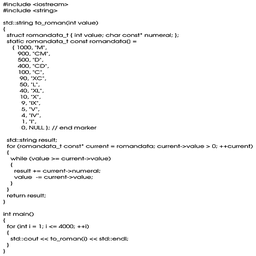 #include <iostream>
#include <string>
std::string to_roman(int value)
{
struct romandata_t { int value; char const* numeral; };
static romandata_t const romandata[] =
{ 1000, "M",
900, "CM",
500, "D",
400, "CD",
100, "C",
90, "XC",
50, "L",
40, "XL",
10, "X",
9, "IX",
5, "V",
4, "IV",
1, "I",
0, NULL }; // end marker
std::string result;
for (romandata_t const* current = romandata; current->value > 0; ++current)
{
while (value >= current->value)
{
result += current->numeral;
value -= current->value;
}
}
return result;
}
int main()
{
for (int i = 1; i <= 4000; ++i)
{
std::cout << to_roman(i) << std::endl;
}
}